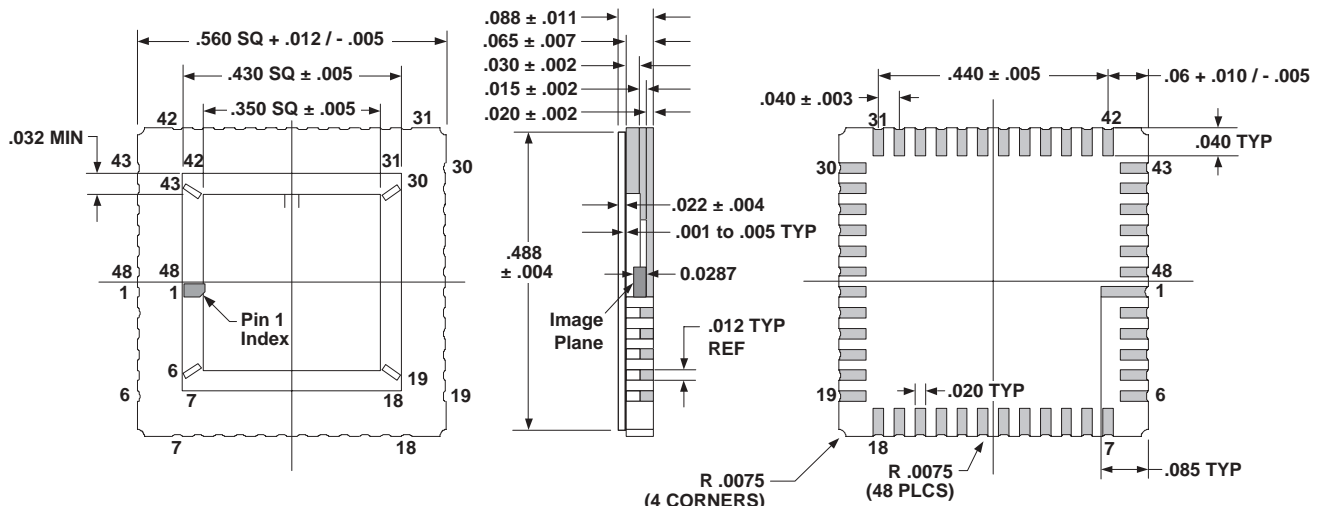 .560 SQ + .012 / - .005
.430 SQ ± .005
.350 SQ ± .005
42
31
.032 MIN
43
42
31
30
43
30
48
48
1
1
Pin 1
Index
6
19
6
7
18
19
7
18
.088 ± .011
.065 ± .007
.030 ± .002
.015 ± .002
.020 ± .002
.022 ± .004
.001 to .005 TYP
.488
± .004
0.0287
Image
Plane
.012 TYP
REF
.440 ± .005
.06 + .010 / - .005
.040 ± .003
31
42
.040 TYP
30
43
48
1
.020 TYP
19
6
18
7
R .0075
(4 CORNERS)
R .0075
(48 PLCS)
.085 TYP